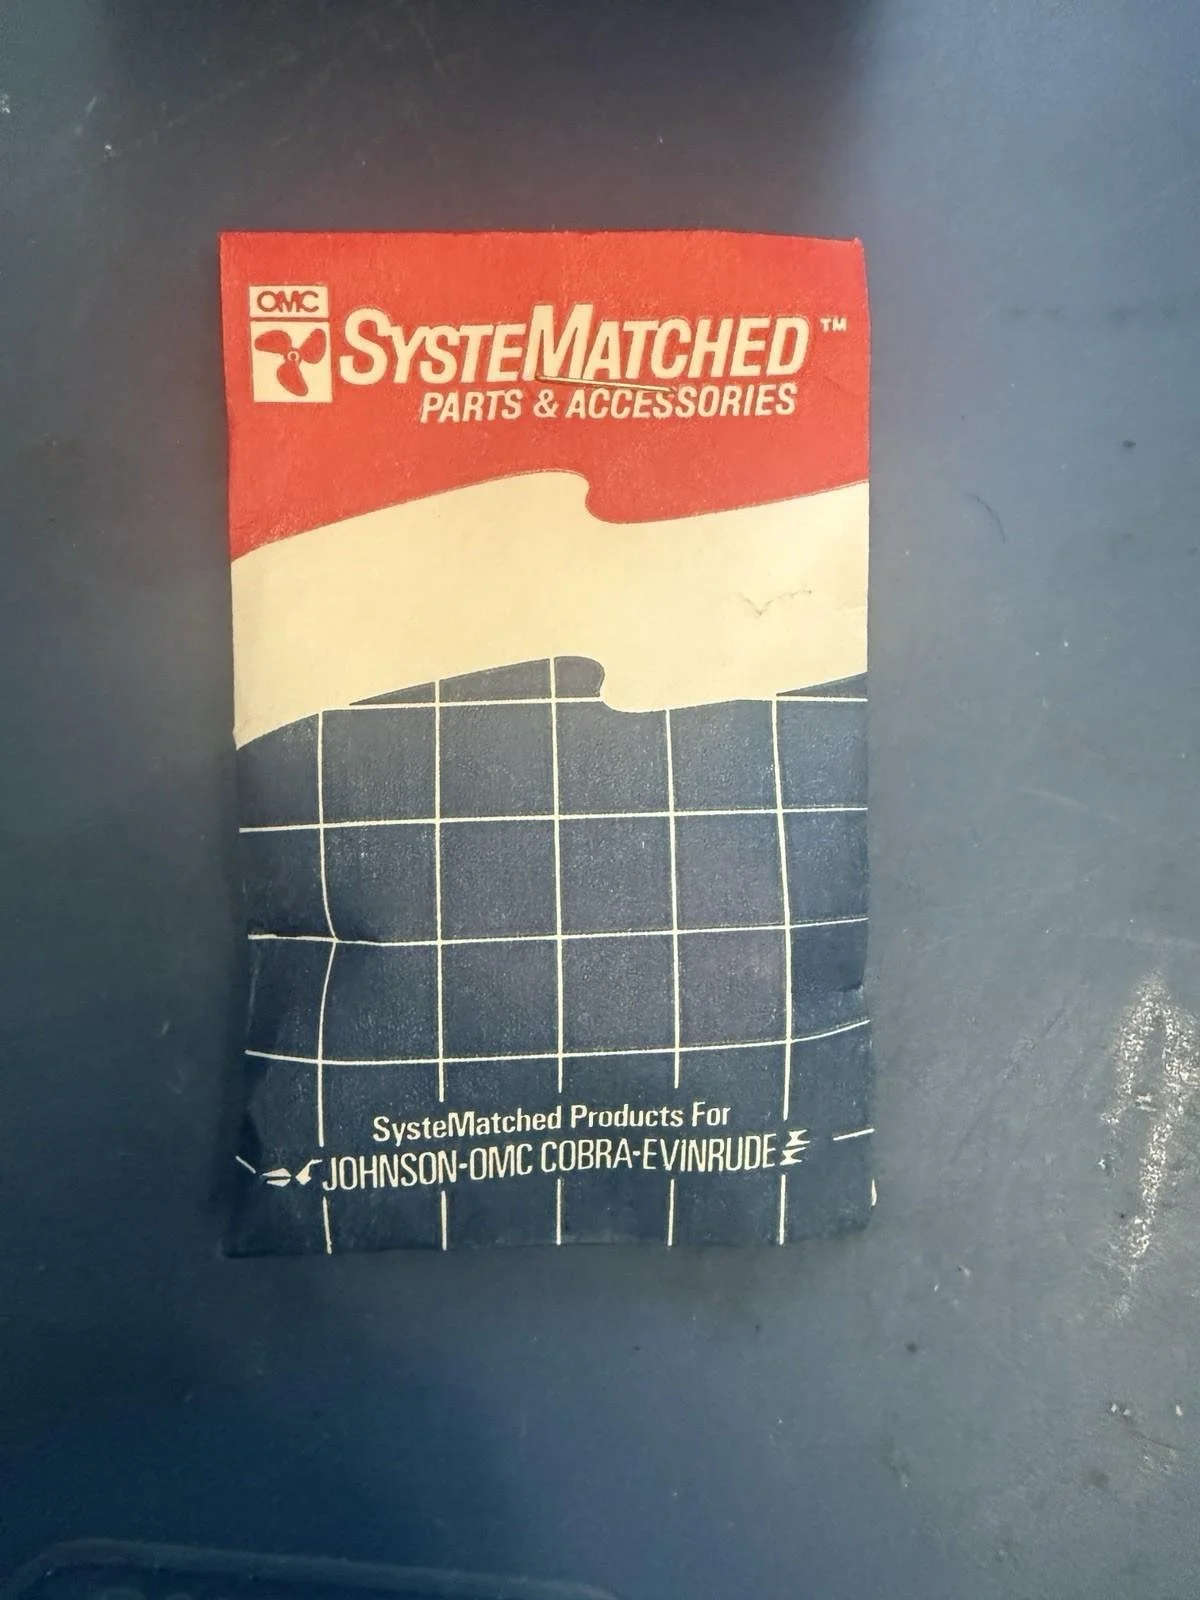 OMC
SYSTEMATCHED™
PARTS & ACCESSORIES
SysteMatched Products For
JOHNSON-OMC COBRA-EVINRUDE